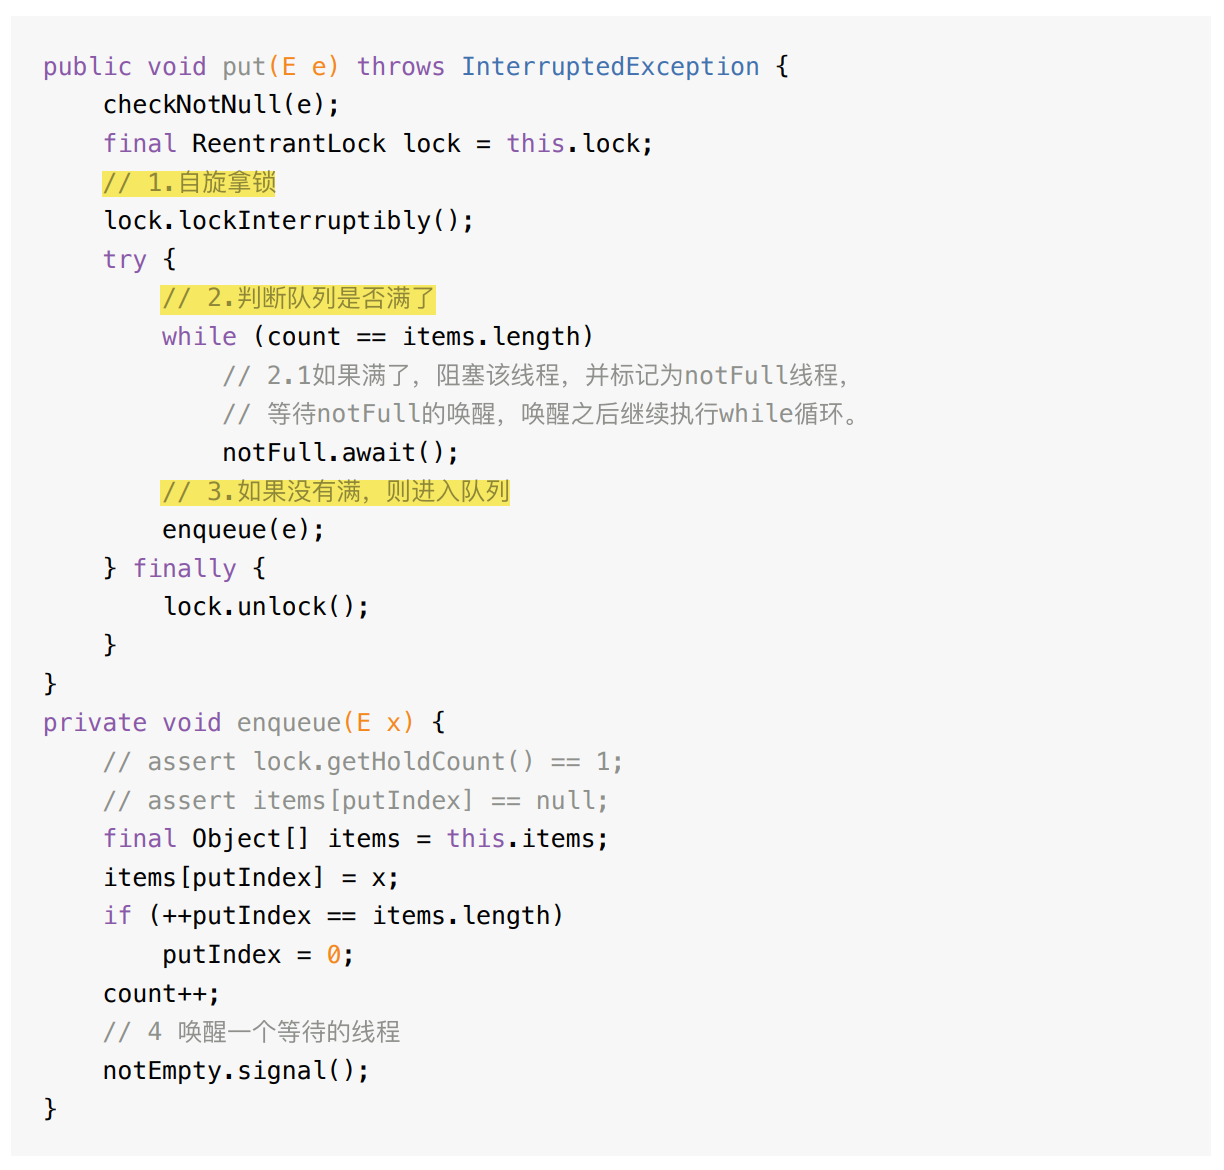 public void put(E e) throws InterruptedException {
checkNotNull(e);
final ReentrantLock lock = this.lock;
// 1.自旋拿锁
lock.lockInterruptibly();
try {
// 2.判断队列是否满了
while (count == items.length)
// 2.1如果满了，阻塞该线程，并标记为notFull线程，
// 等待notFull的唤醒，唤醒之后继续执行while循环。
notFull.await();
// 3.如果没有满，则进入队列
enqueue(e);
} finally {
lock.unlock();
}
}
private void enqueue(E x) {
// assert lock.getHoldCount() == 1;
// assert items[putIndex] == null;
final Object[] items = this.items;
items[putIndex] = x;
if (++putIndex == items.length)
putIndex = 0;
count++;
// 4 唤醒一个等待的线程
notEmpty.signal();
}